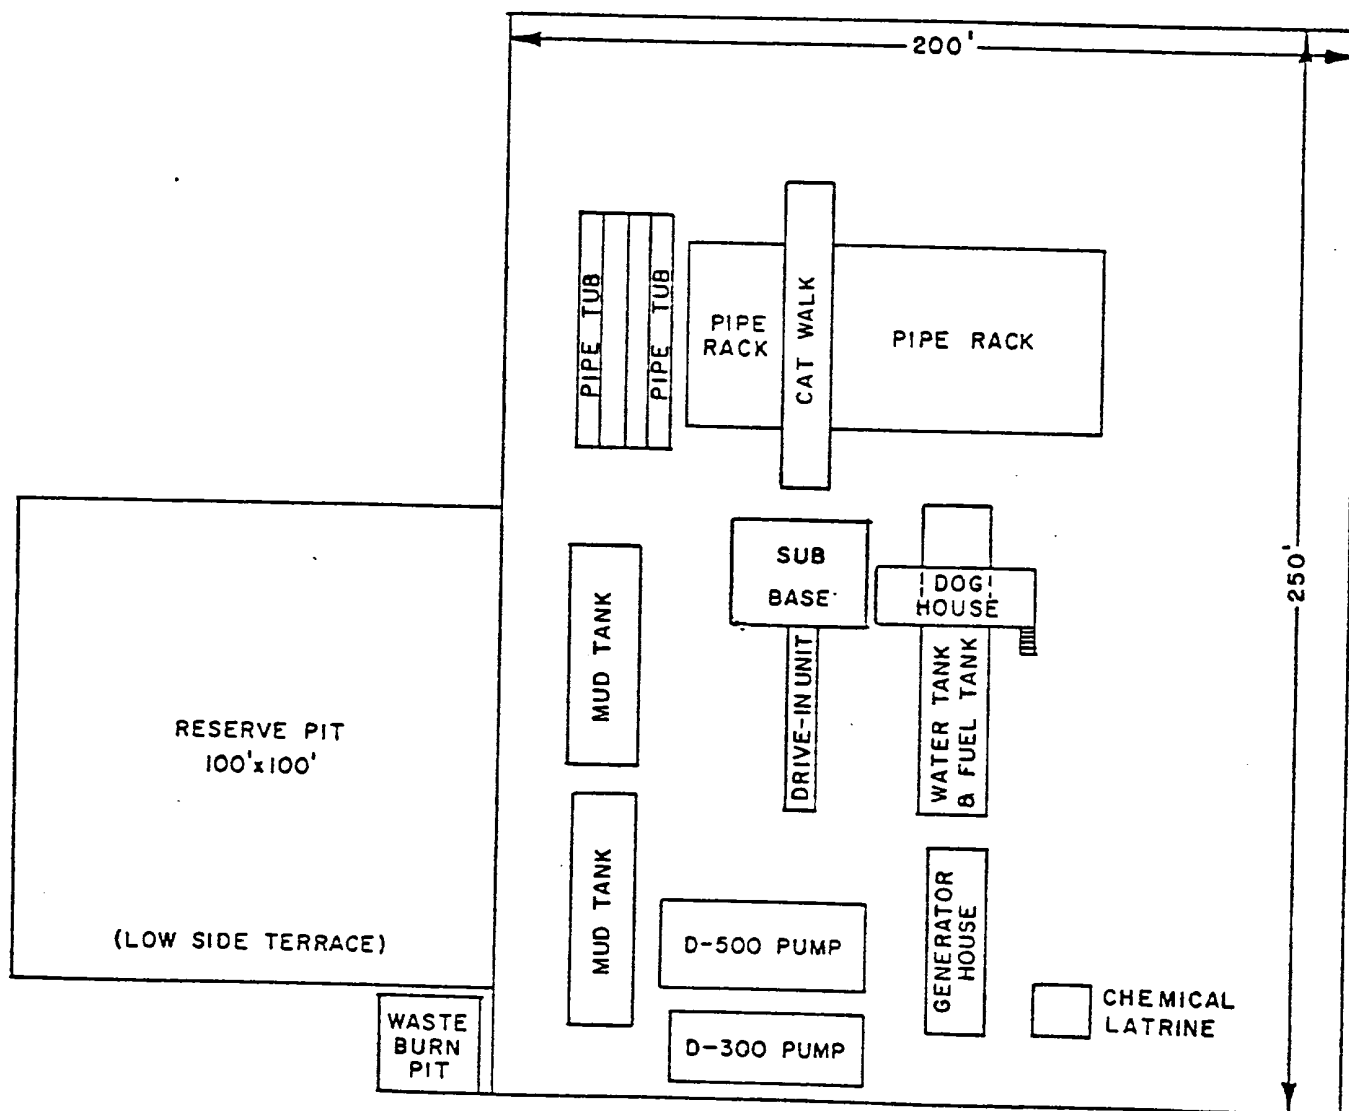 200'
PIPE TUB
PIPE TUB
PIPE
RACK
CAT WALK
PIPE RACK
250'
SUB
BASE
DOG
HOUSE
MUD TANK
DRIVE-IN UNIT
WATER TANK
& FUEL TANK
RESERVE PIT
100'x100'
(LOW SIDE TERRACE)
MUD TANK
D-500 PUMP
GENERATOR
HOUSE
CHEMICAL
LATRINE
WASTE
BURN
PIT
D-300 PUMP